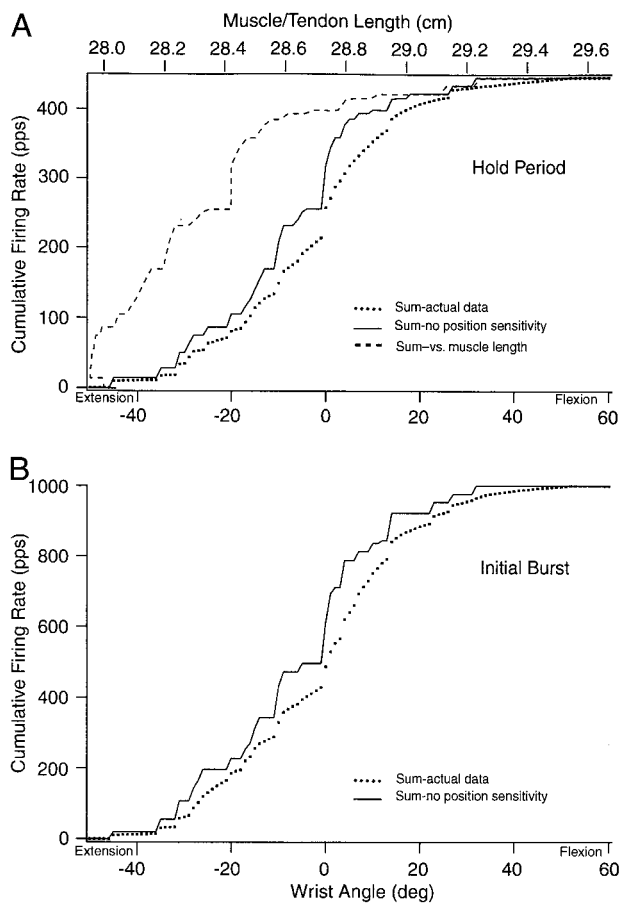 A
Muscle/Tendon Length (cm)
28.0 28.2 28.4 28.6 28.8 29.0 29.2 29.4 29.6
Cumulative Firing Rate (pps)
400
300
200
100
0
Hold Period
Sum-actual data
Sum-no position sensitivity
Sum-vs. muscle length
Extension Flexion
-40 -20 0 20 40 60
B
Cumulative Firing Rate (pps)
1000
800
600
400
200
0
Initial Burst
Sum-actual data
Sum-no position sensitivity
Extension Flexion
-40 -20 0 20 40 60
Wrist Angle (deg)